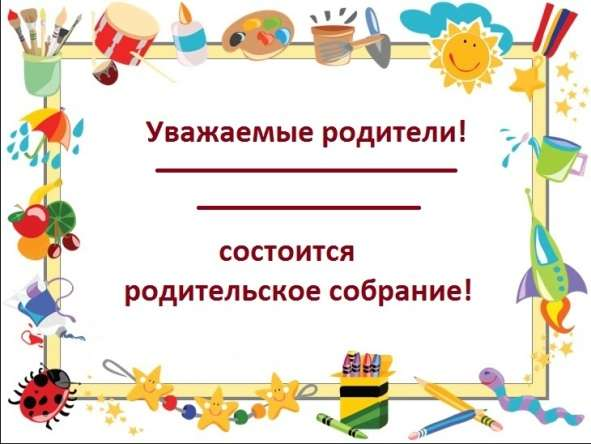 Уважаемые родители!
состоится
родительское собрание!